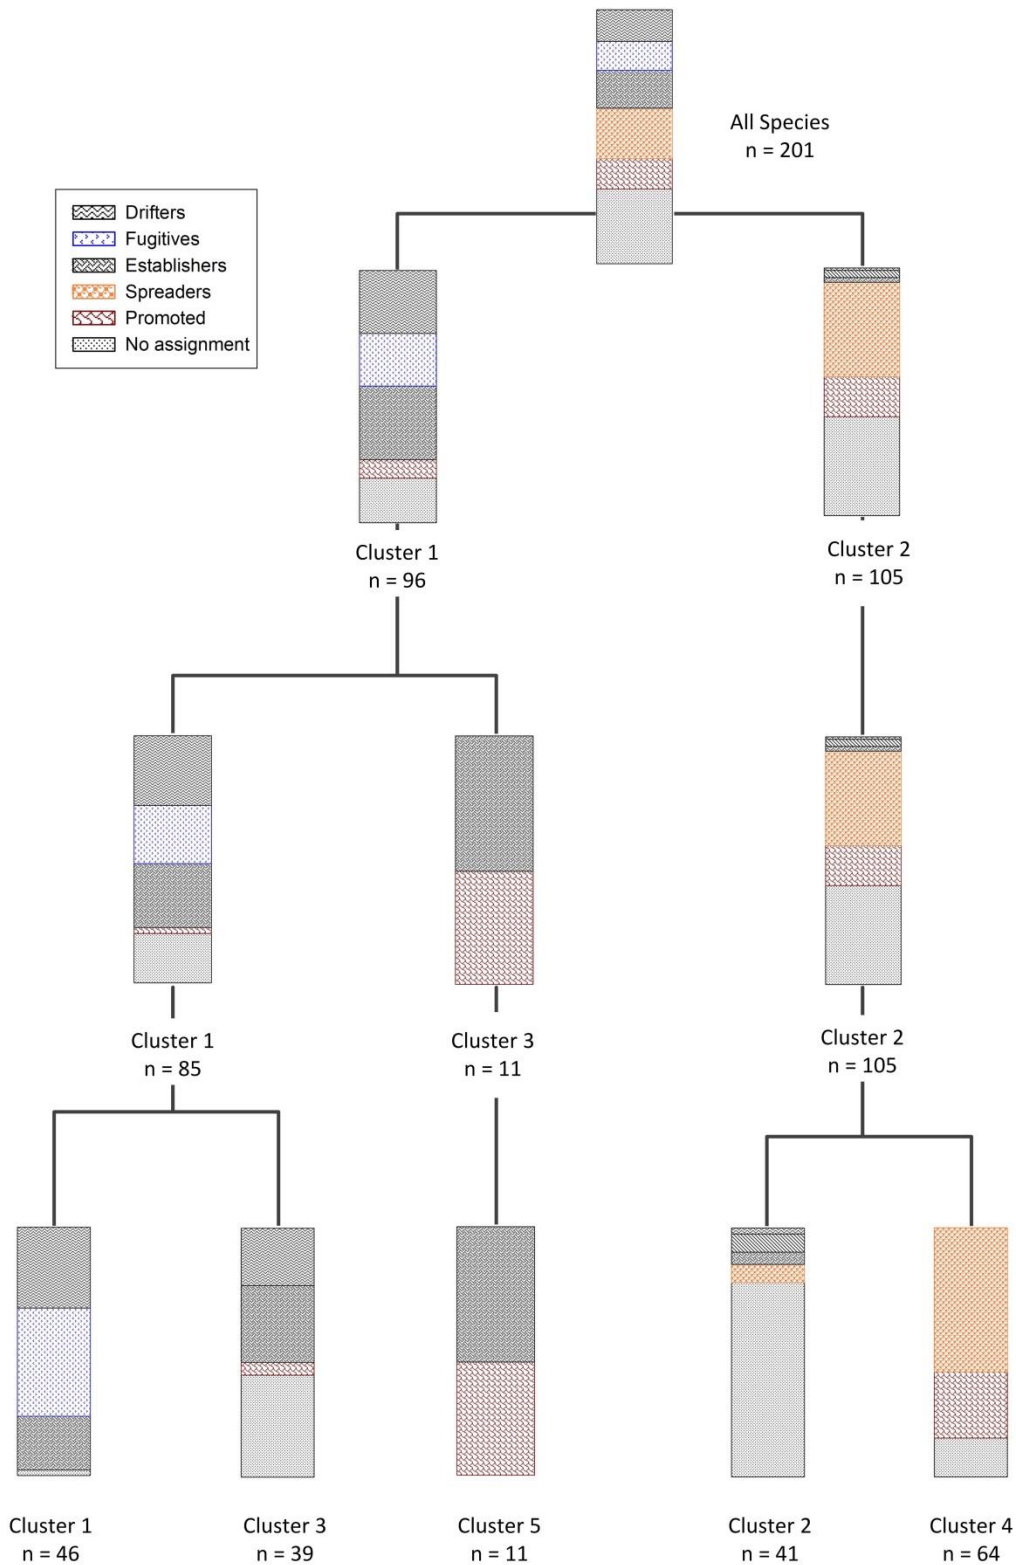 All Species
n = 201
Drifters
Fugitives
Establishers
Spreaders
Promoted
No assignment
Cluster 1
n = 96
Cluster 2
n = 105
Cluster 1
n = 85
Cluster 3
n = 11
Cluster 2
n = 105
Cluster 1
n = 46
Cluster 3
n = 39
Cluster 5
n = 11
Cluster 2
n = 41
Cluster 4
n = 64